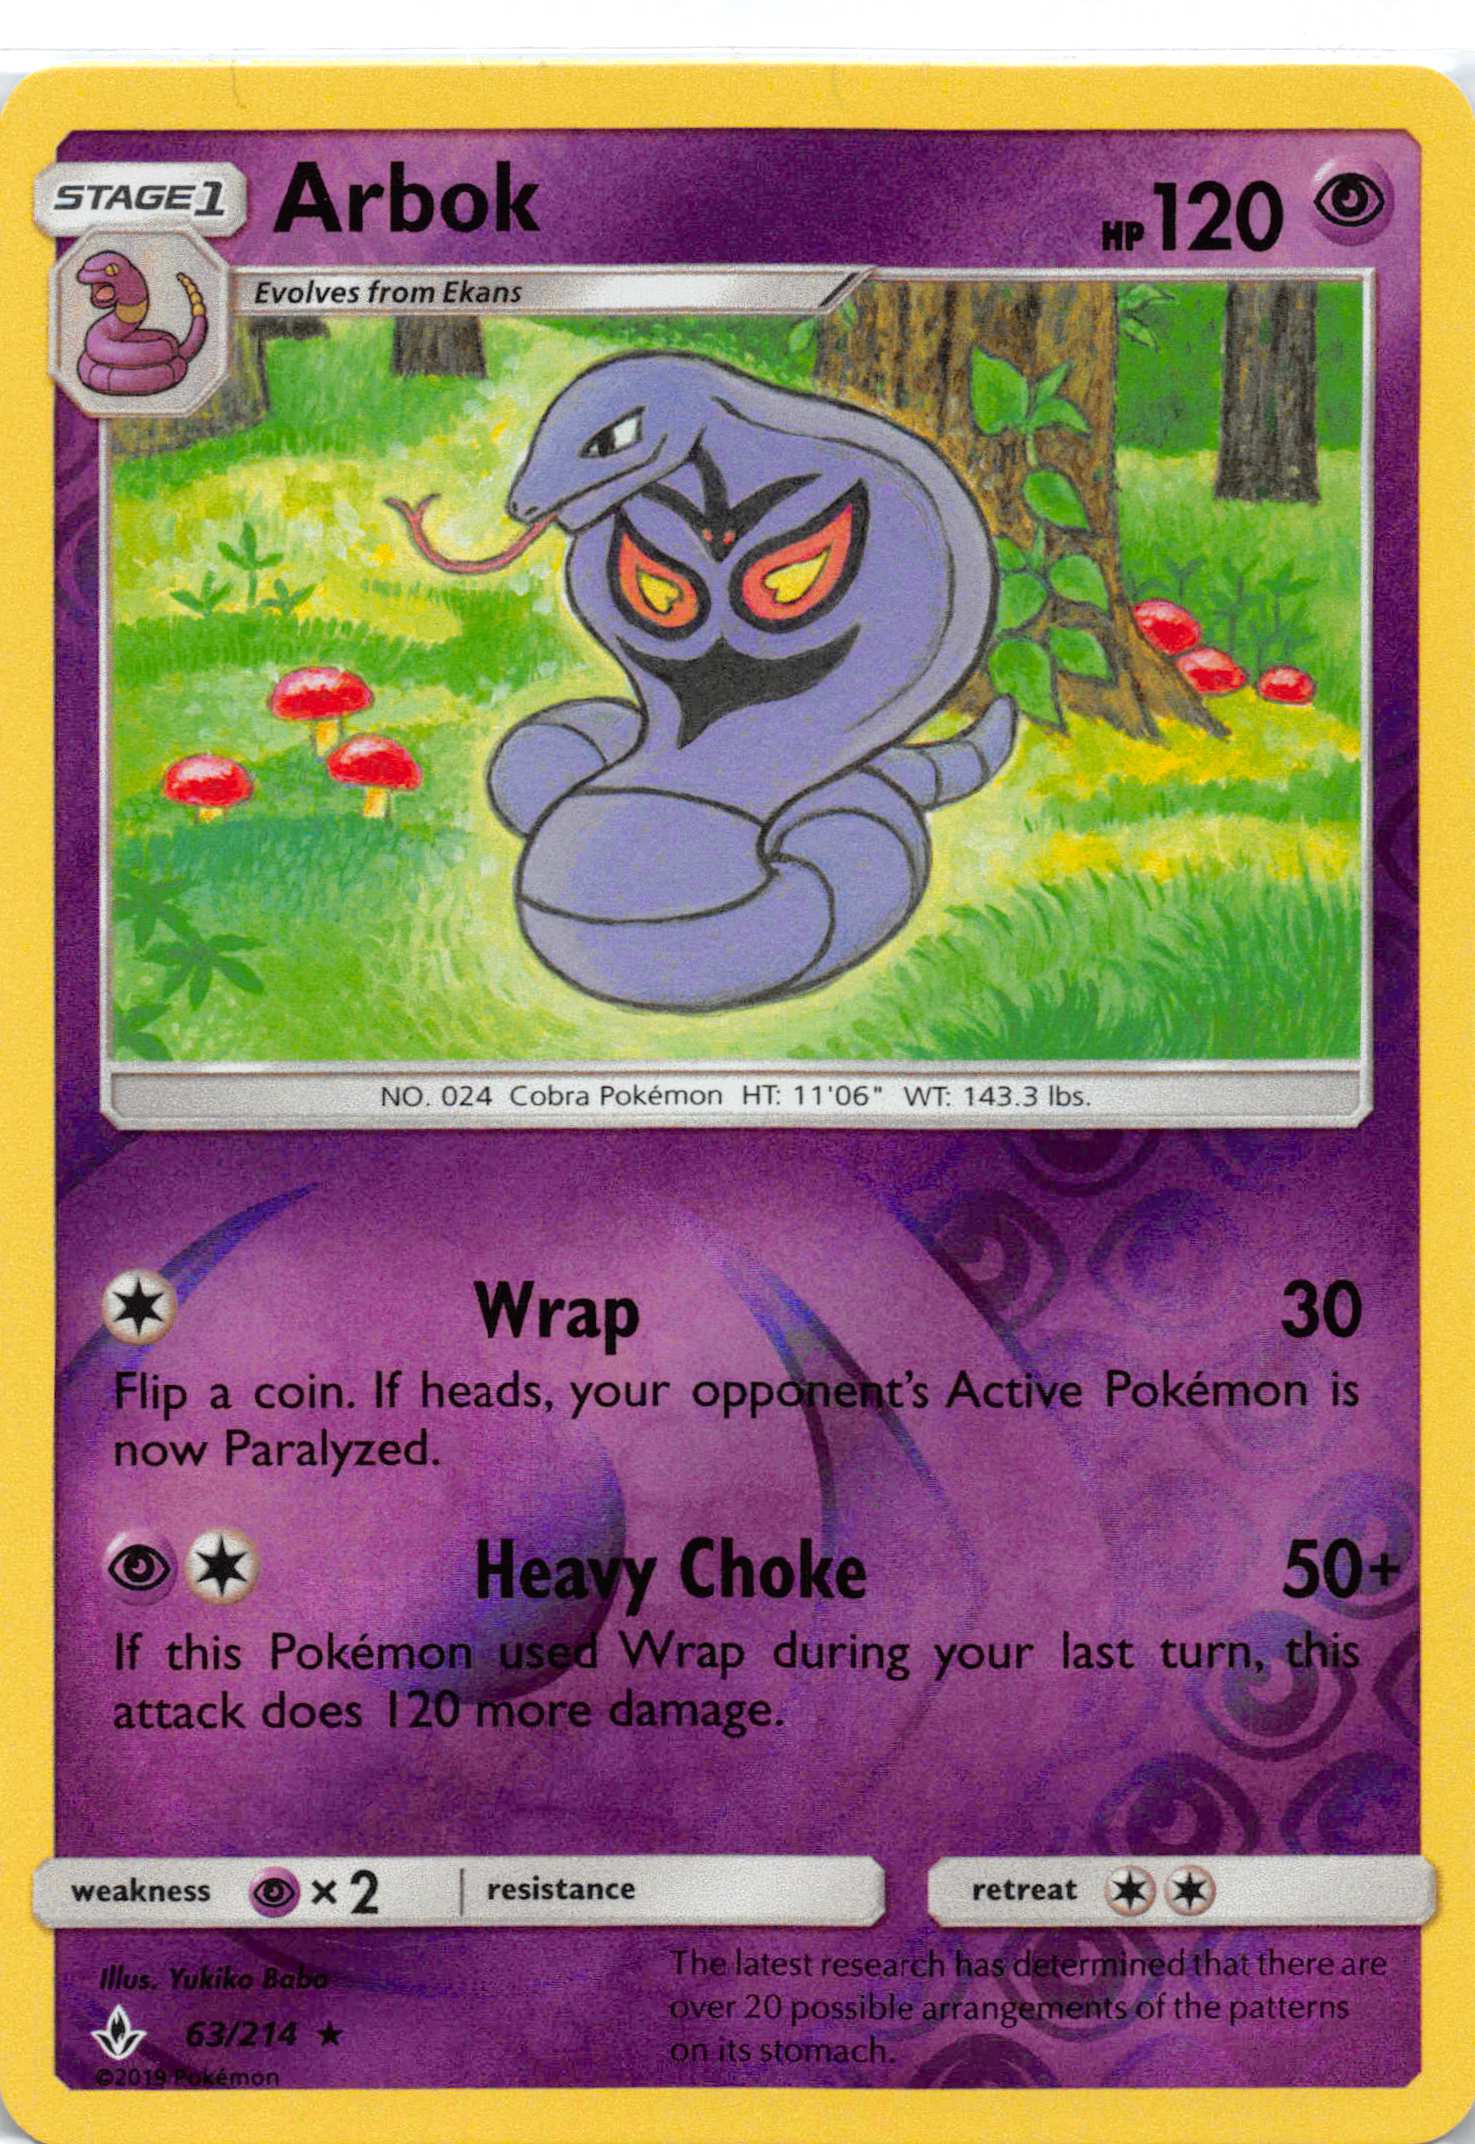 STAGE 1
Arbok
HP 120
Evolves from Ekans
NO. 024 Cobra Pokémon HT: 11'06" WT: 143.3 lbs.
Wrap 30
Flip a coin. If heads, your opponent's Active Pokémon is
now Paralyzed.
Heavy Choke 50+
If this Pokémon used Wrap during your last turn, this
attack does 120 more damage.
weakness × 2 resistance
retreat
Illus. Yukiko Baba
63/214 ★
©2019 Pokémon
The latest research has determined that there are
over 20 possible arrangements of the patterns
on its stomach.